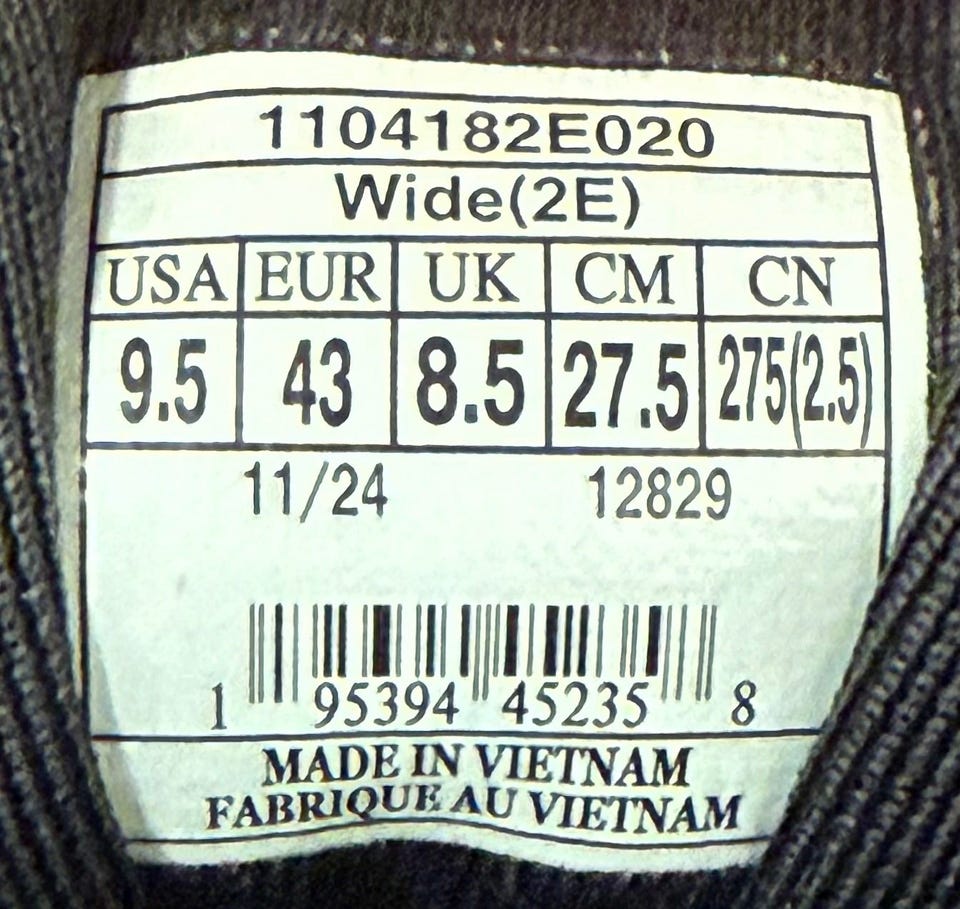 1104182E020
Wide(2E)
USA EUR UK CM CN
9.5 43 8.5 27.5 275(2.5)
11/24 12829
1 95394 45235 8
MADE IN VIETNAM
FABRIQUE AU VIETNAM